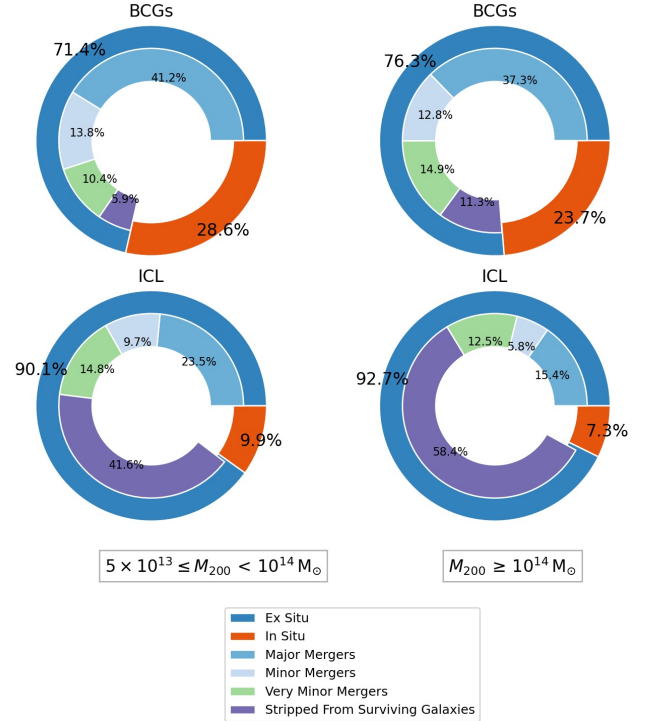 BCGs
BCGs
71.4%
41.2%
13.8%
10.4%
5.9%
28.6%
76.3%
37.3%
12.8%
14.9%
11.3%
23.7%
ICL
ICL
90.1%
23.5%
9.7%
14.8%
41.6%
9.9%
92.7%
15.4%
5.8%
12.5%
58.4%
7.3%
5 × 10¹³ ≤ M₂₀₀ < 10¹⁴ M☉
M₂₀₀ ≥ 10¹⁴ M☉
Ex Situ
In Situ
Major Mergers
Minor Mergers
Very Minor Mergers
Stripped From Surviving Galaxies